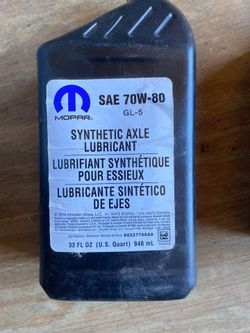 SAE 70W-80
GL-5
MOPAR
SYNTHETIC AXLE
LUBRICANT
LUBRIFIANT SYNTHÉTIQUE
POUR ESSIEUX
LUBRICANTE SINTÉTICO
DE EJES
32 FL OZ (U.S. Quart) 946 mL